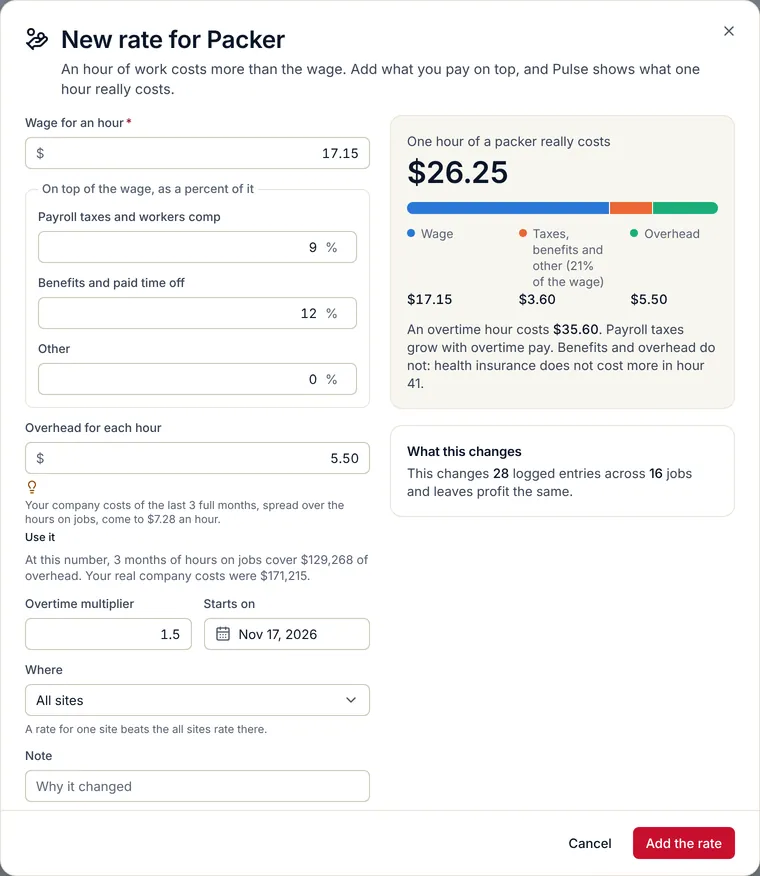 New rate for Packer
An hour of work costs more than the wage. Add what you pay on top, and Pulse shows what one
hour really costs.
Wage for an hour*
$ 17.15
On top of the wage, as a percent of it
Payroll taxes and workers comp
9 %
Benefits and paid time off
12 %
Other
0 %
Overhead for each hour
$ 5.50
Your company costs of the last 3 full months, spread over the
hours on jobs, come to $7.28 an hour.
Use it
At this number, 3 months of hours on jobs cover $129,268 of
overhead. Your real company costs were $171,215.
Overtime multiplier
1.5
Starts on
Nov 17, 2026
Where
All sites
A rate for one site beats the all sites rate there.
Note
Why it changed
One hour of a packer really costs
$26.25
Wage
$17.15
Taxes,
benefits and
other (21%
of the wage)
$3.60
Overhead
$5.50
An overtime hour costs $35.60. Payroll taxes
grow with overtime pay. Benefits and overhead do
not: health insurance does not cost more in hour
41.
What this changes
This changes 28 logged entries across 16 jobs
and leaves profit the same.
Cancel
Add the rate